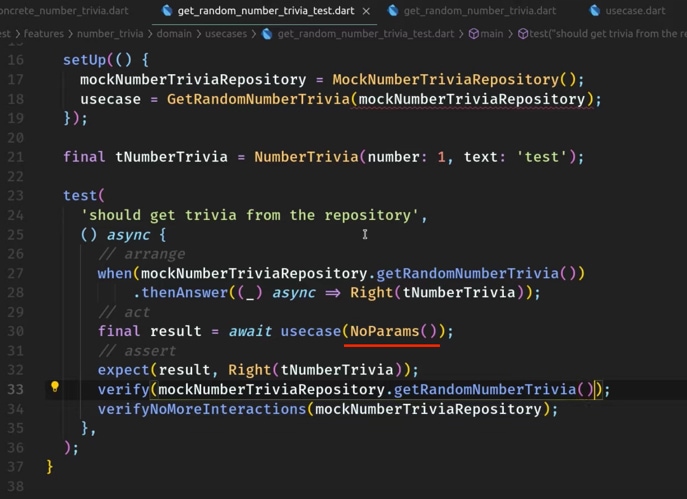 oncrete_number_trivia.dart get_random_number_trivia_test.dart × get_random_number_trivia.dart usecase.dart
est > features > number_trivia > domain > usecases > get_random_number_trivia_test.dart > main > test("should get trivia from the re
16 setUp(() {
17 mockNumberTriviaRepository = MockNumberTriviaRepository();
18 usecase = GetRandomNumberTrivia(mockNumberTriviaRepository);
19 });
20
21 final tNumberTrivia = NumberTrivia(number: 1, text: 'test');
22
23 test(
24 'should get trivia from the repository',
25 () async {
26 // arrange
27 when(mockNumberTriviaRepository.getRandomNumberTrivia())
28 .thenAnswer((_) async => Right(tNumberTrivia));
29 // act
30 final result = await usecase(NoParams());
31 // assert
32 expect(result, Right(tNumberTrivia));
33 verify(mockNumberTriviaRepository.getRandomNumberTrivia());
34 verifyNoMoreInteractions(mockNumberTriviaRepository);
35 },
36 );
37 }
38